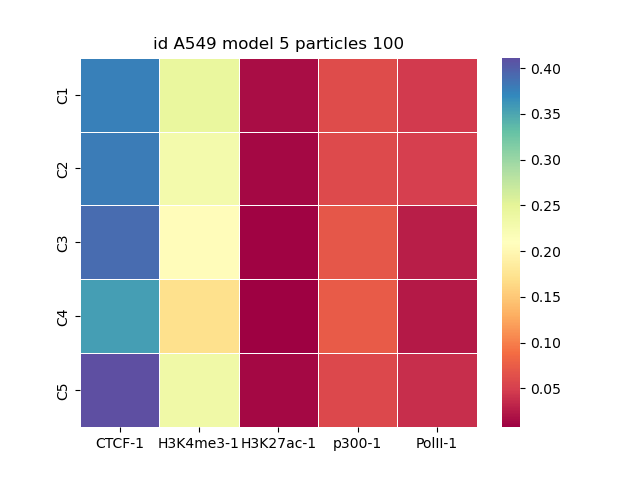 id A549 model 5 particles 100
C1
C2
C3
C4
C5
CTCF-1 H3K4me3-1 H3K27ac-1 p300-1 PolII-1
0.40
0.35
0.30
0.25
0.20
0.15
0.10
0.05